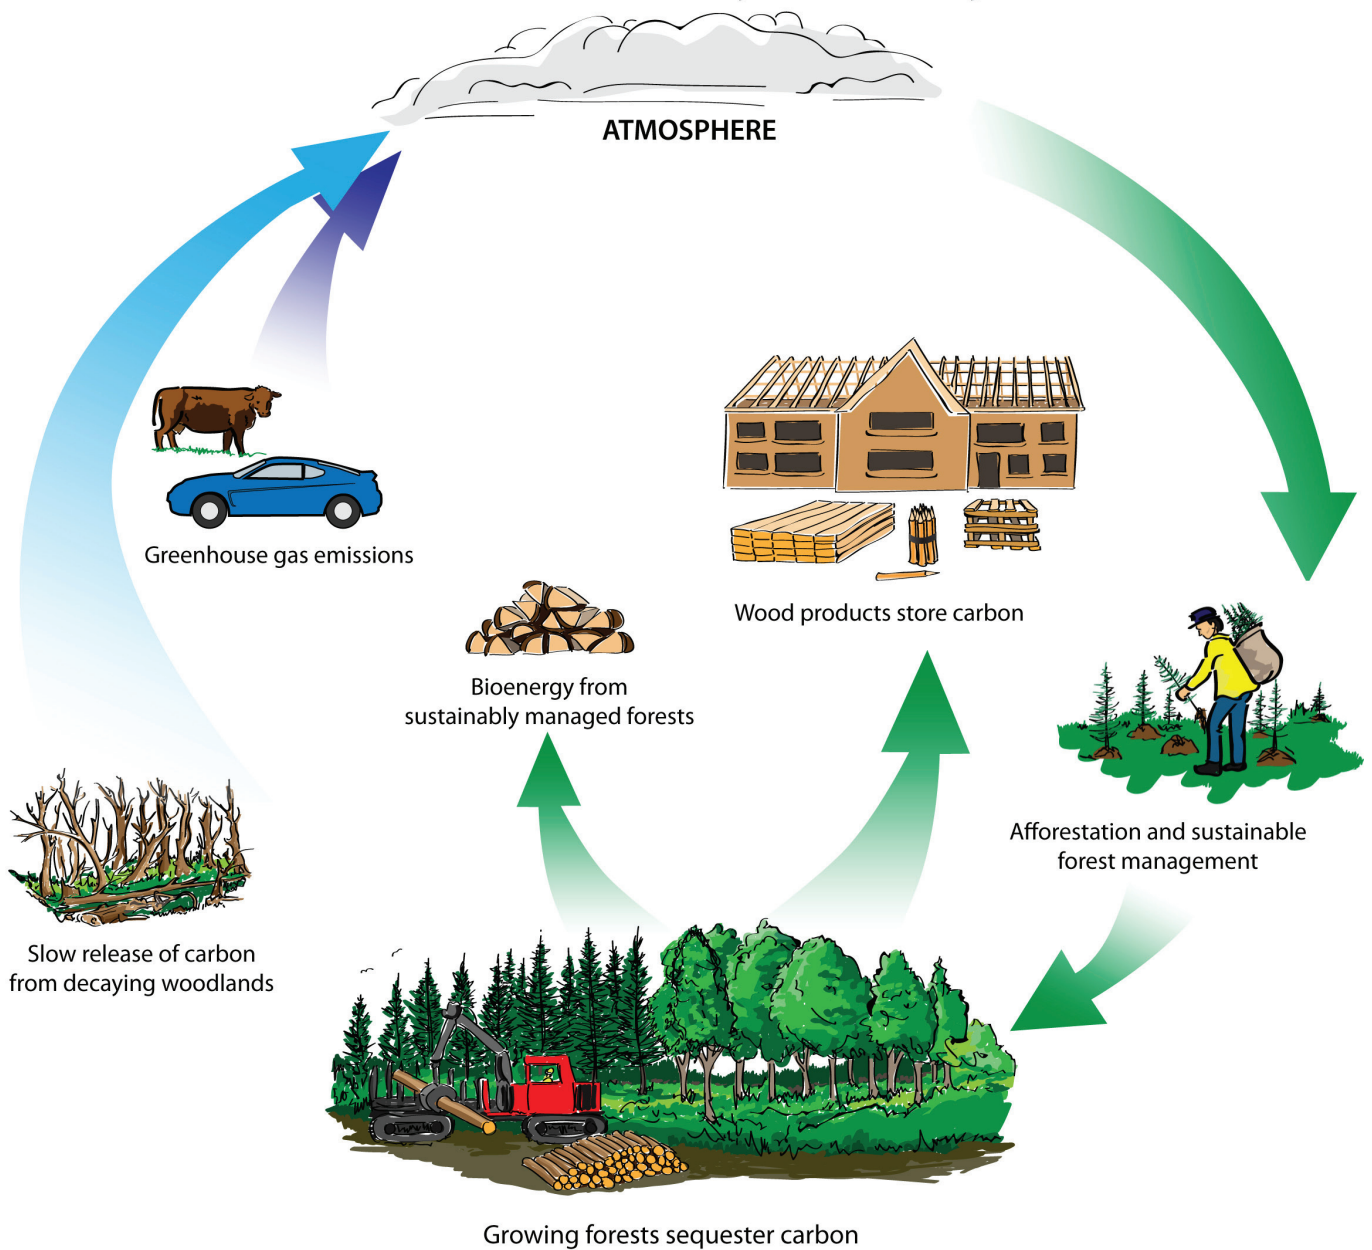 ATMOSPHERE
Greenhouse gas emissions
Wood products store carbon
Bioenergy from
sustainably managed forests
Afforestation and sustainable
forest management
Slow release of carbon
from decaying woodlands
Growing forests sequester carbon